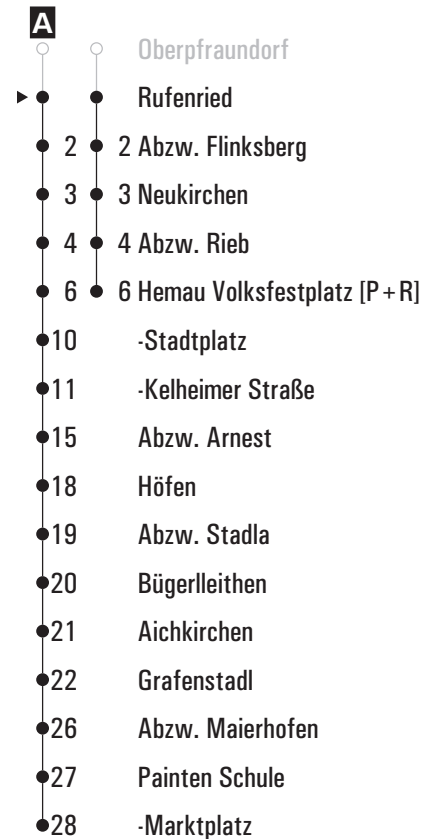 A
Oberpfraundorf
Rufenried
2 2 Abzw. Flinksberg
3 3 Neukirchen
4 4 Abzw. Rieb
6 6 Hemau Volksfestplatz [P+R]
10 -Stadtplatz
11 -Kelheimer Straße
15 Abzw. Arnest
18 Höfen
19 Abzw. Stadla
20 Bügerlleithen
21 Aichkirchen
22 Grafenstadl
26 Abzw. Maierhofen
27 Painten Schule
28 -Marktplatz